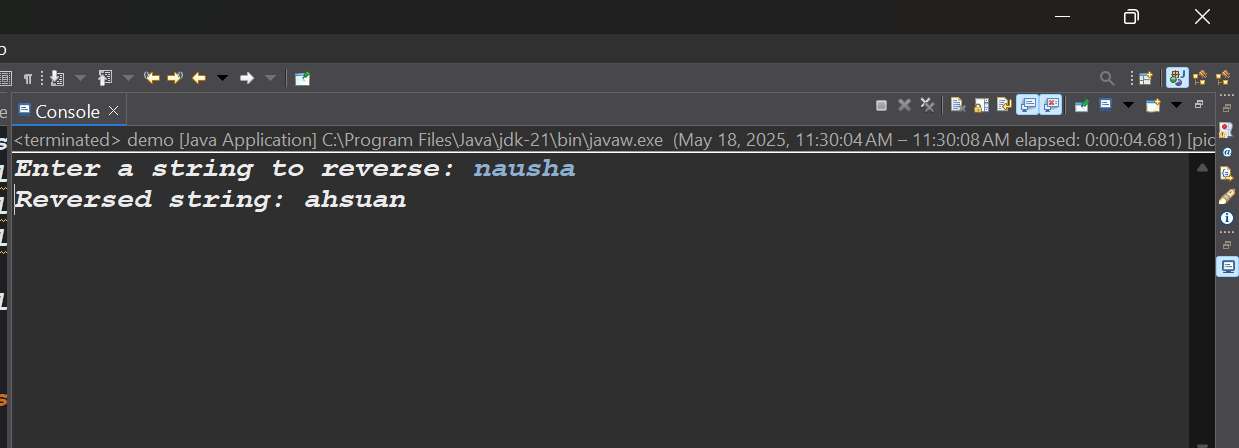 Console
<terminated> demo [Java Application] C:\Program Files\Java\jdk-21\bin\javaw.exe (May 18, 2025, 11:30:04 AM – 11:30:08 AM elapsed: 0:00:04.681) [pid
Enter a string to reverse: nausha
Reversed string: ahsuan